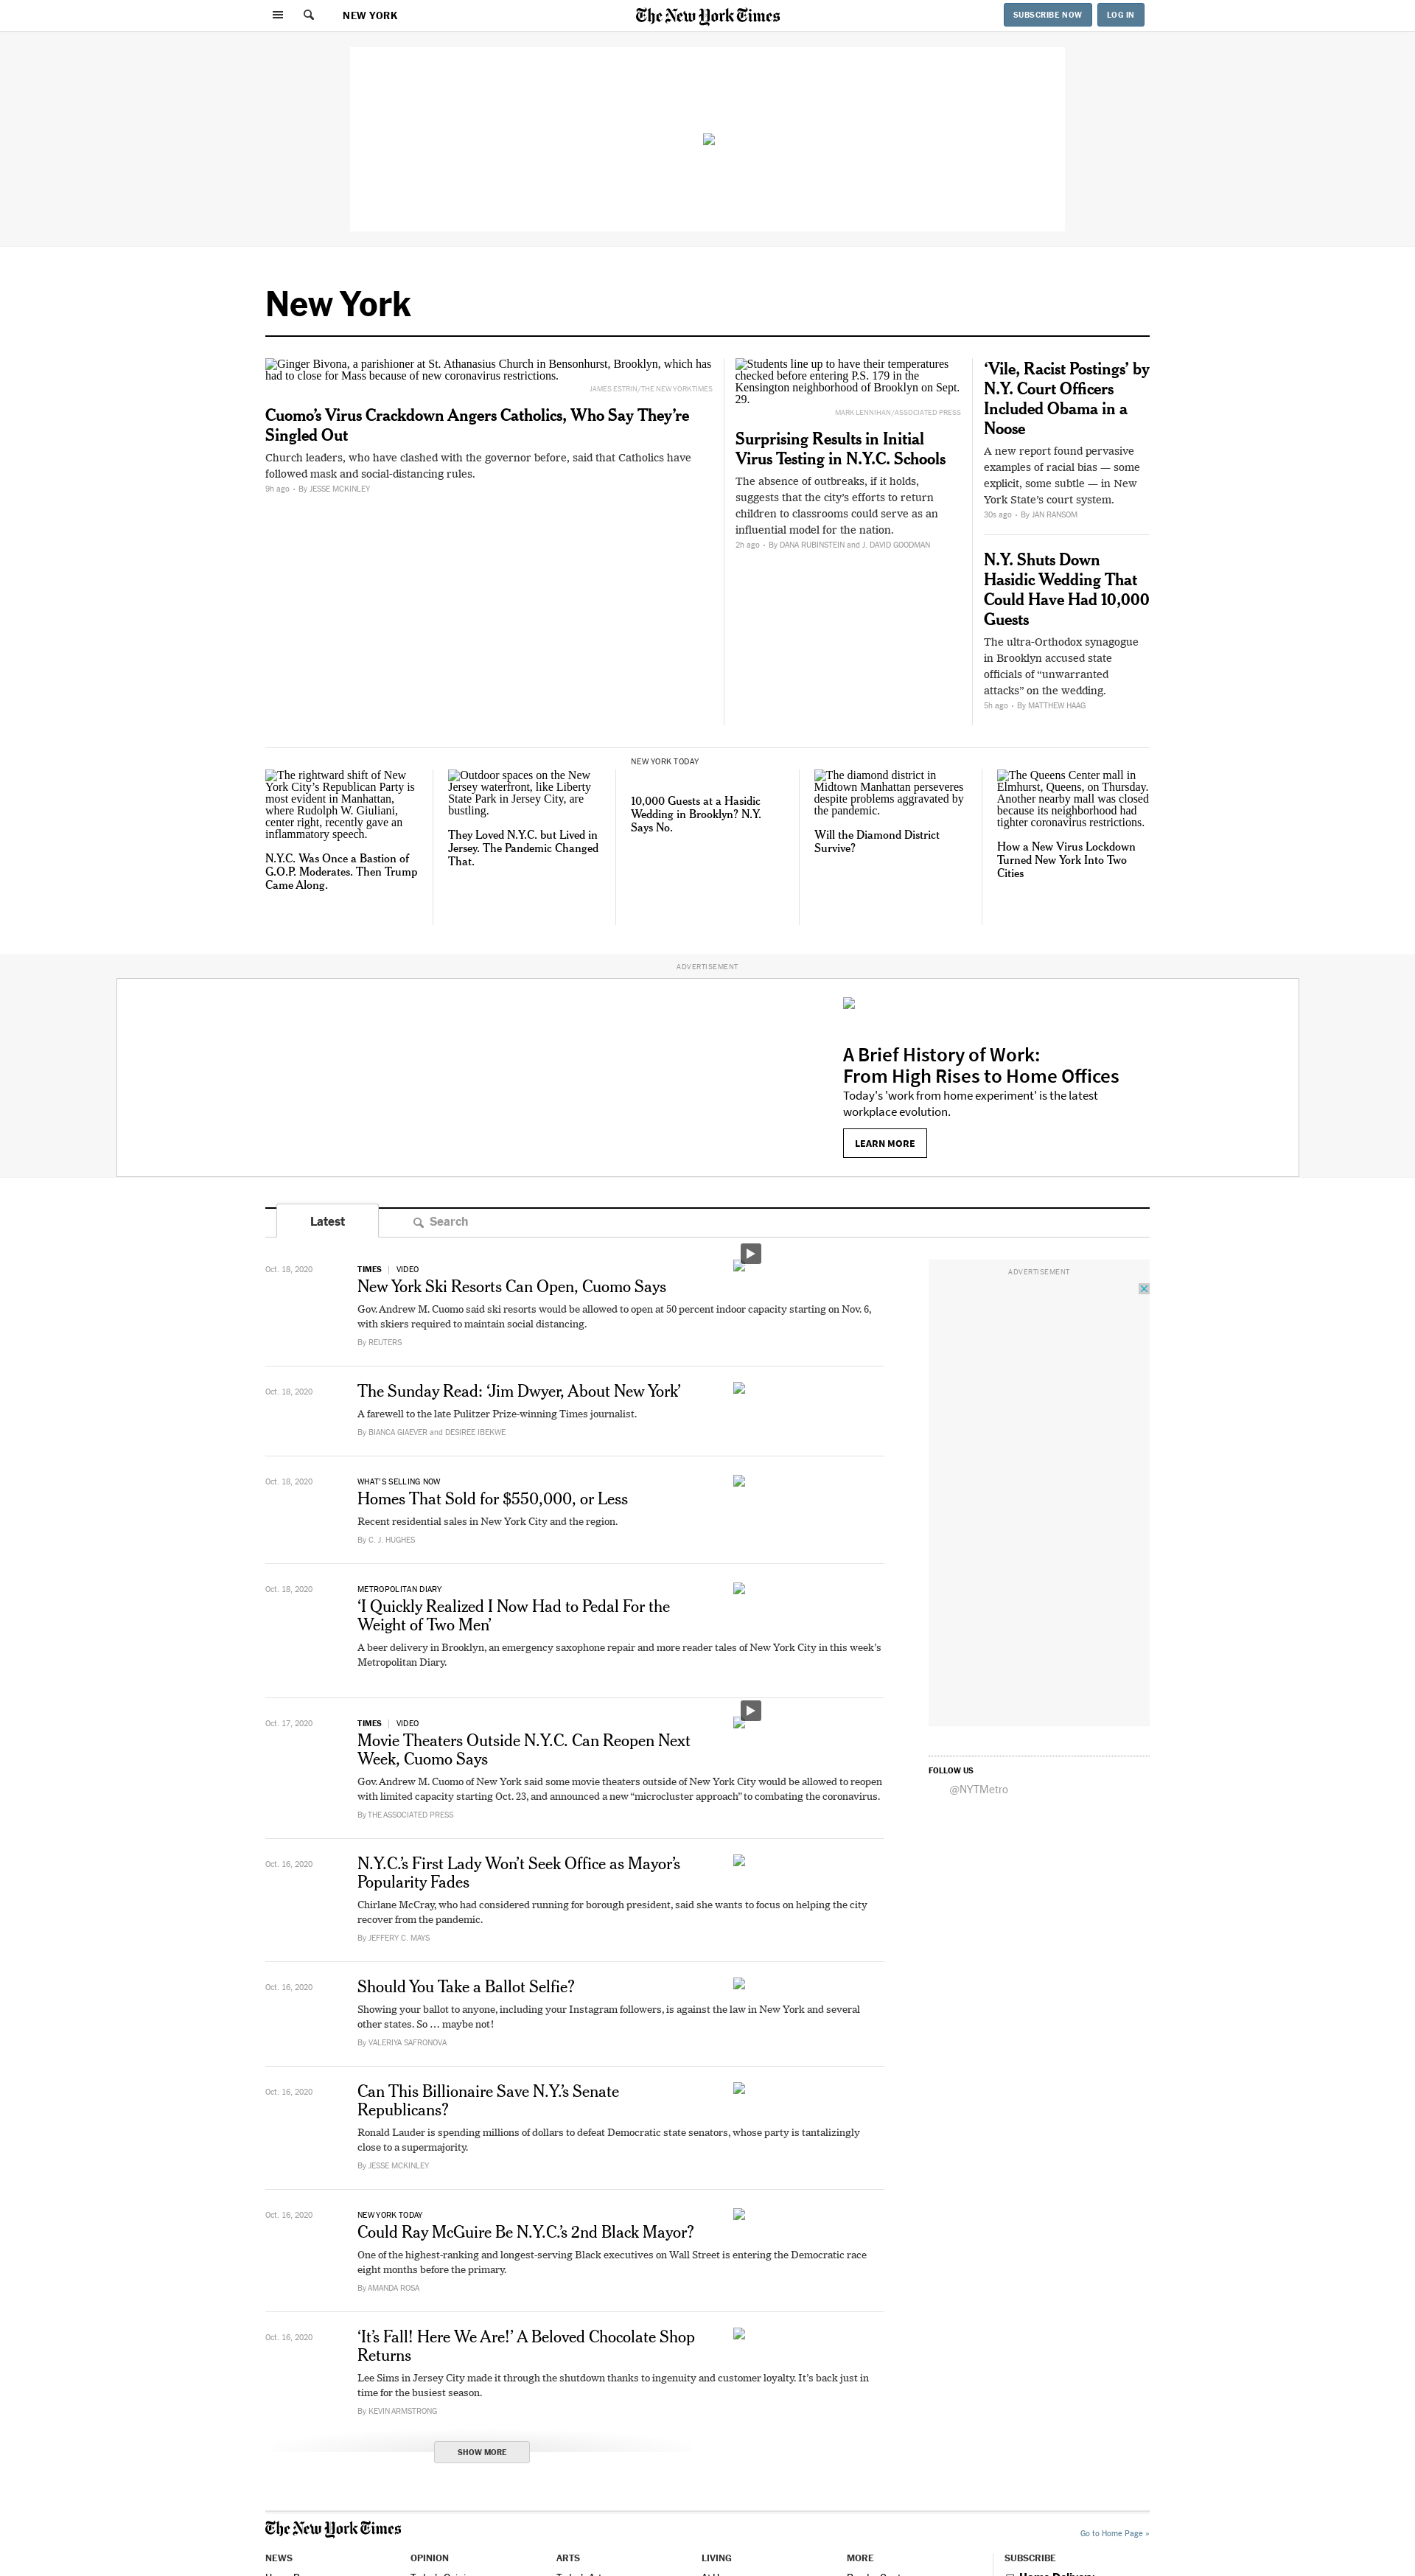 NEW YORK
The New York Times
SUBSCRIBE NOW
LOG IN
New York
Ginger Bivona, a parishioner at St. Athanasius Church in Bensonhurst, Brooklyn, which has
had to close for Mass because of new coronavirus restrictions.
JAMES ESTRIN/THE NEW YORK TIMES
Cuomo’s Virus Crackdown Angers Catholics, Who Say They’re
Singled Out
Church leaders, who have clashed with the governor before, said that Catholics have
followed mask and social-distancing rules.
9h ago • By JESSE MCKINLEY
Students line up to have their temperatures
checked before entering P.S. 179 in the
Kensington neighborhood of Brooklyn on Sept.
29.
MARK LENNIHAN/ASSOCIATED PRESS
Surprising Results in Initial
Virus Testing in N.Y.C. Schools
The absence of outbreaks, if it holds,
suggests that the city’s efforts to return
children to classrooms could serve as an
influential model for the nation.
2h ago • By DANA RUBINSTEIN and J. DAVID GOODMAN
‘Vile, Racist Postings’ by
N.Y. Court Officers
Included Obama in a
Noose
A new report found pervasive
examples of racial bias — some
explicit, some subtle — in New
York State’s court system.
30s ago • By JAN RANSOM
N.Y. Shuts Down
Hasidic Wedding That
Could Have Had 10,000
Guests
The ultra-Orthodox synagogue
in Brooklyn accused state
officials of “unwarranted
attacks” on the wedding.
5h ago • By MATTHEW HAAG
The rightward shift of New
York City’s Republican Party is
most evident in Manhattan,
where Rudolph W. Giuliani,
center right, recently gave an
inflammatory speech.
N.Y.C. Was Once a Bastion of
G.O.P. Moderates. Then Trump
Came Along.
Outdoor spaces on the New
Jersey waterfront, like Liberty
State Park in Jersey City, are
bustling.
They Loved N.Y.C. but Lived in
Jersey. The Pandemic Changed
That.
NEW YORK TODAY
10,000 Guests at a Hasidic
Wedding in Brooklyn? N.Y.
Says No.
The diamond district in
Midtown Manhattan perseveres
despite problems aggravated by
the pandemic.
Will the Diamond District
Survive?
The Queens Center mall in
Elmhurst, Queens, on Thursday.
Another nearby mall was closed
because its neighborhood had
tighter coronavirus restrictions.
How a New Virus Lockdown
Turned New York Into Two
Cities
ADVERTISEMENT
A Brief History of Work:
From High Rises to Home Offices
Today's 'work from home experiment' is the latest
workplace evolution.
LEARN MORE
Latest
Search
Oct. 18, 2020
TIMES | VIDEO
New York Ski Resorts Can Open, Cuomo Says
Gov. Andrew M. Cuomo said ski resorts would be allowed to open at 50 percent indoor capacity starting on Nov. 6,
with skiers required to maintain social distancing.
By REUTERS
Oct. 18, 2020
The Sunday Read: ‘Jim Dwyer, About New York’
A farewell to the late Pulitzer Prize-winning Times journalist.
By BIANCA GIAEVER and DESIREE IBEKWE
Oct. 18, 2020
WHAT'S SELLING NOW
Homes That Sold for $550,000, or Less
Recent residential sales in New York City and the region.
By C. J. HUGHES
Oct. 18, 2020
METROPOLITAN DIARY
‘I Quickly Realized I Now Had to Pedal For the
Weight of Two Men’
A beer delivery in Brooklyn, an emergency saxophone repair and more reader tales of New York City in this week’s
Metropolitan Diary.
Oct. 17, 2020
TIMES | VIDEO
Movie Theaters Outside N.Y.C. Can Reopen Next
Week, Cuomo Says
Gov. Andrew M. Cuomo of New York said some movie theaters outside of New York City would be allowed to reopen
with limited capacity starting Oct. 23, and announced a new “microcluster approach” to combating the coronavirus.
By THE ASSOCIATED PRESS
Oct. 16, 2020
N.Y.C.’s First Lady Won’t Seek Office as Mayor’s
Popularity Fades
Chirlane McCray, who had considered running for borough president, said she wants to focus on helping the city
recover from the pandemic.
By JEFFERY C. MAYS
Oct. 16, 2020
Should You Take a Ballot Selfie?
Showing your ballot to anyone, including your Instagram followers, is against the law in New York and several
other states. So … maybe not!
By VALERIYA SAFRONOVA
Oct. 16, 2020
Can This Billionaire Save N.Y.’s Senate
Republicans?
Ronald Lauder is spending millions of dollars to defeat Democratic state senators, whose party is tantalizingly
close to a supermajority.
By JESSE MCKINLEY
Oct. 16, 2020
NEW YORK TODAY
Could Ray McGuire Be N.Y.C.’s 2nd Black Mayor?
One of the highest-ranking and longest-serving Black executives on Wall Street is entering the Democratic race
eight months before the primary.
By AMANDA ROSA
Oct. 16, 2020
‘It’s Fall! Here We Are!’ A Beloved Chocolate Shop
Returns
Lee Sims in Jersey City made it through the shutdown thanks to ingenuity and customer loyalty. It’s back just in
time for the busiest season.
By KEVIN ARMSTRONG
SHOW MORE
ADVERTISEMENT
FOLLOW US
@NYTMetro
The New York Times
Go to Home Page »
NEWS
OPINION
ARTS
LIVING
MORE
SUBSCRIBE